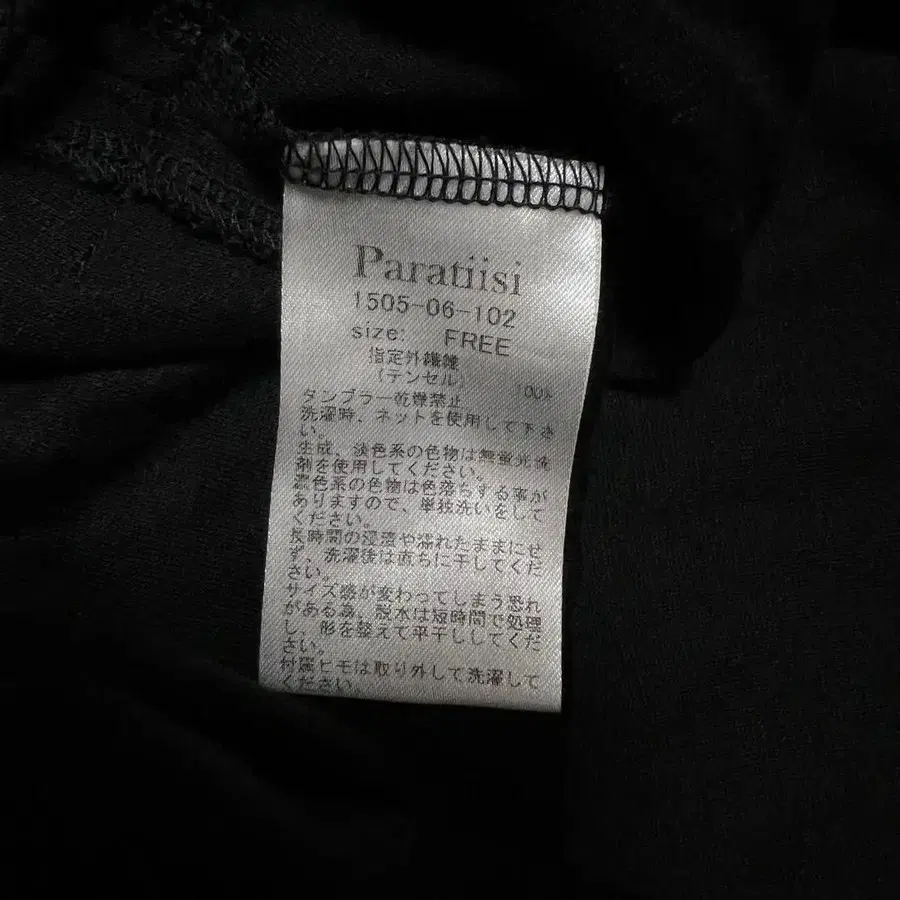 Paratiisi
1505-06-102
size: FREE
指定外繊維
(テンセル) 100%
タンブラー乾燥禁止
洗濯時、ネットを使用して下さ
い。
生成、淡色系の色物は無蛍光洗
剤を使用してください。
濃色系の色物は色落ちする事が
ありますので、単独洗いをして
ください。
長時間の浸漬や濡れたままにせ
ず、洗濯後は直ちに干してくだ
さい。
サイズ感が変わってしまう恐れ
がある為、脱水は短時間で処理
し、形を整えて平干ししてくだ
さい。
付属ヒモは取り外して洗濯して
ください。